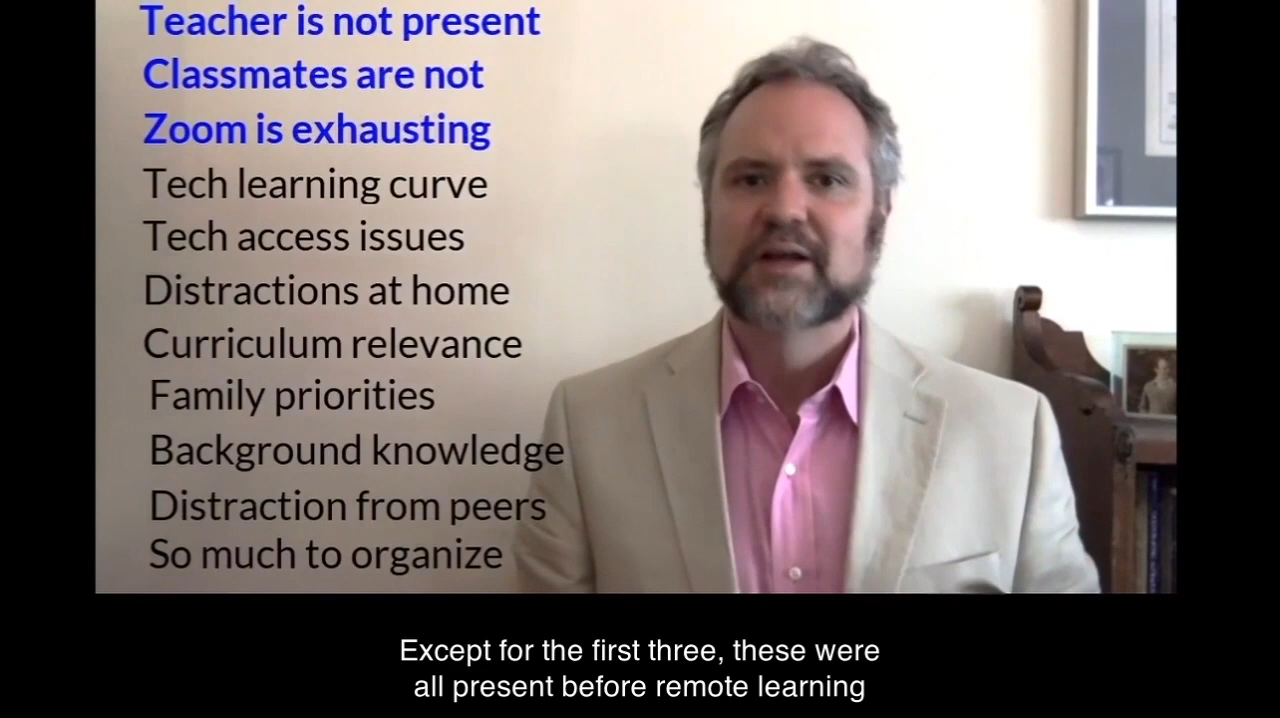 Teacher is not present
Classmates are not
Zoom is exhausting
Tech learning curve
Tech access issues
Distractions at home
Curriculum relevance
Family priorities
Background knowledge
Distraction from peers
So much to organize
Except for the first three, these were
all present before remote learning